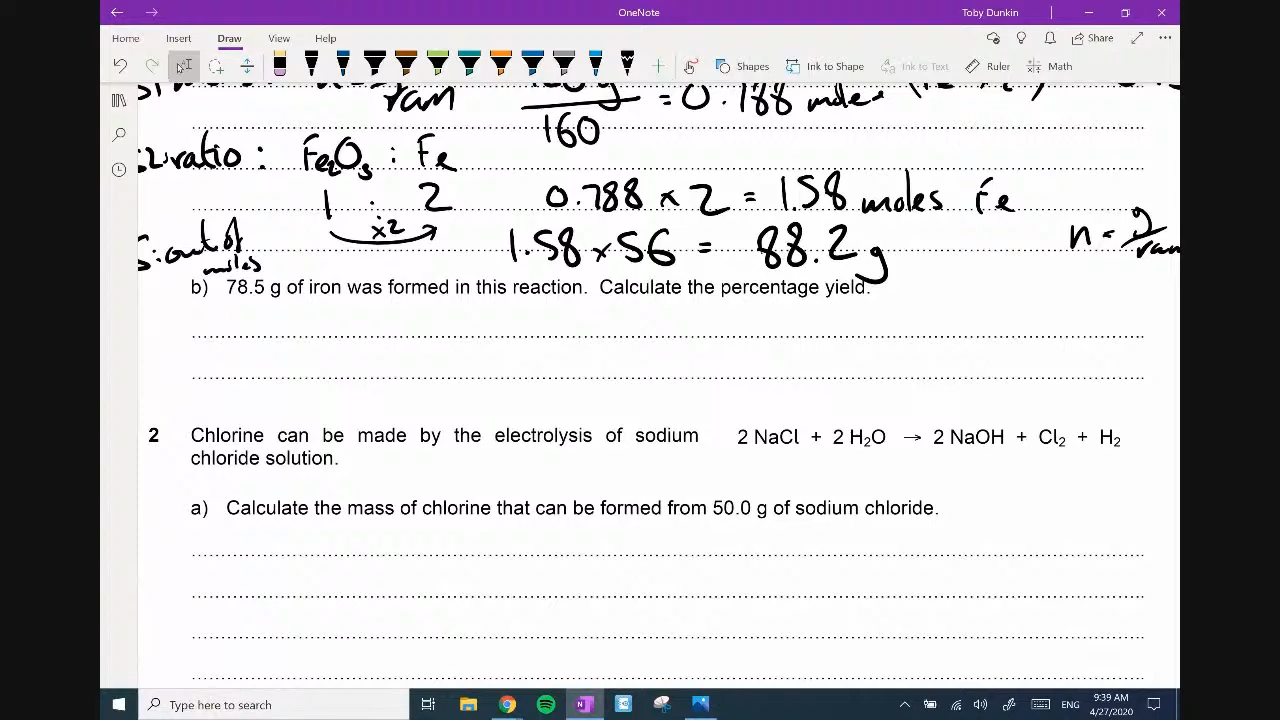 OneNote
Toby Dunkin
Home Insert Draw View Help
Share
Shapes Ink to Shape Ink to Text Ruler Math
ram
160
= 0.788 moles
ratio : Fe₂O₃ : Fe
1 : 2 0.788 × 2 = 1.58 moles Fe
×2
S: out of moles 1.58 × 56 = 88.2g n = g/ram
b) 78.5 g of iron was formed in this reaction. Calculate the percentage yield.
2 Chlorine can be made by the electrolysis of sodium 2 NaCl + 2 H₂O → 2 NaOH + Cl₂ + H₂
chloride solution.
a) Calculate the mass of chlorine that can be formed from 50.0 g of sodium chloride.
Type here to search
ENG
9:39 AM
4/27/2020